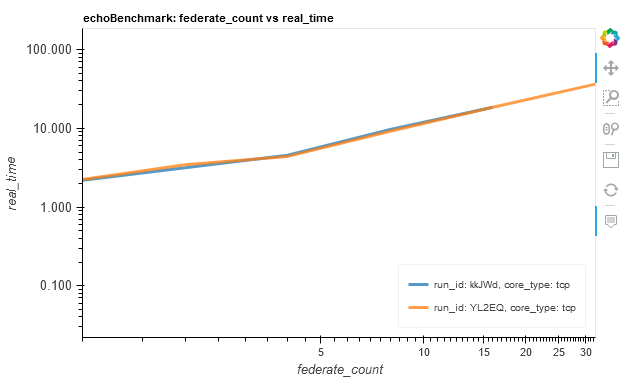 echoBenchmark: federate_count vs real_time
100.000
10.000
1.000
0.100
real_time
5
10
15
20
25
30
federate_count
run_id: kkJWd, core_type: tcp
run_id: YL2EQ, core_type: tcp